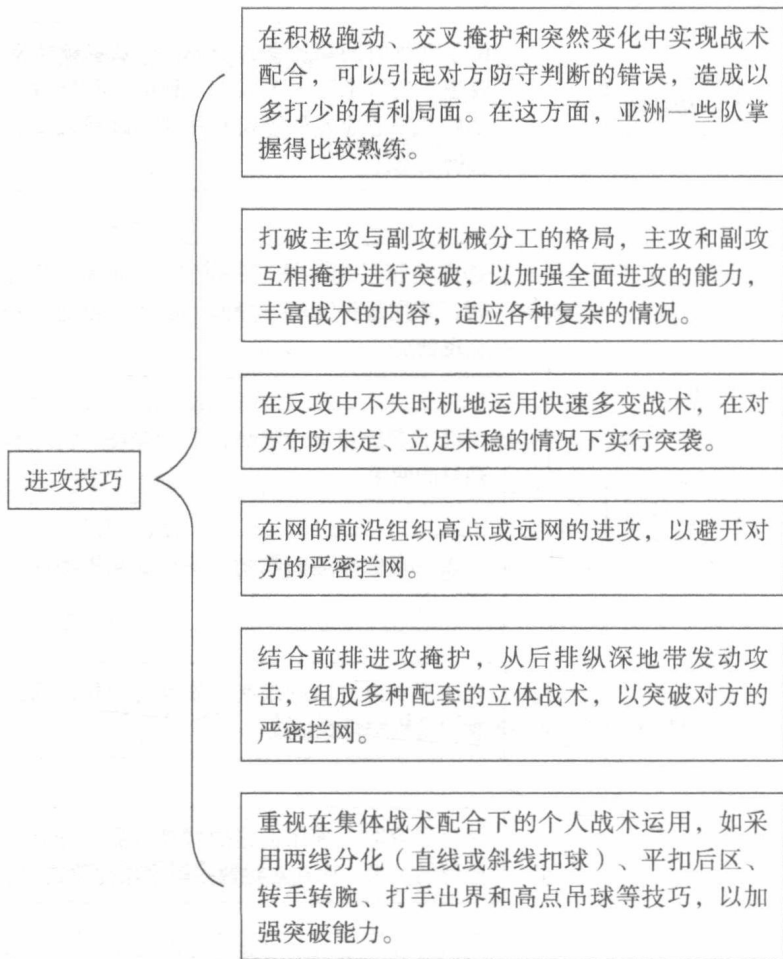 在积极跑动、交叉掩护和突然变化中实现战术
配合，可以引起对方防守判断的错误，造成以
多打少的有利局面。在这方面，亚洲一些队掌
握得比较熟练。
打破主攻与副攻机械分工的格局，主攻和副攻
互相掩护进行突破，以加强全面进攻的能力，
丰富战术的内容，适应各种复杂的情况。
在反攻中不失时机地运用快速多变战术，在对
方布防未定、立足未稳的情况下实行突袭。
进攻技巧
在网的前沿组织高点或远网的进攻，以避开对
方的严密拦网。
结合前排进攻掩护，从后排纵深地带发动攻
击，组成多种配套的立体战术，以突破对方的
严密拦网。
重视在集体战术配合下的个人战术运用，如采
用两线分化（直线或斜线扣球）、平扣后区、
转手转腕、打手出界和高点吊球等技巧，以加
强突破能力。